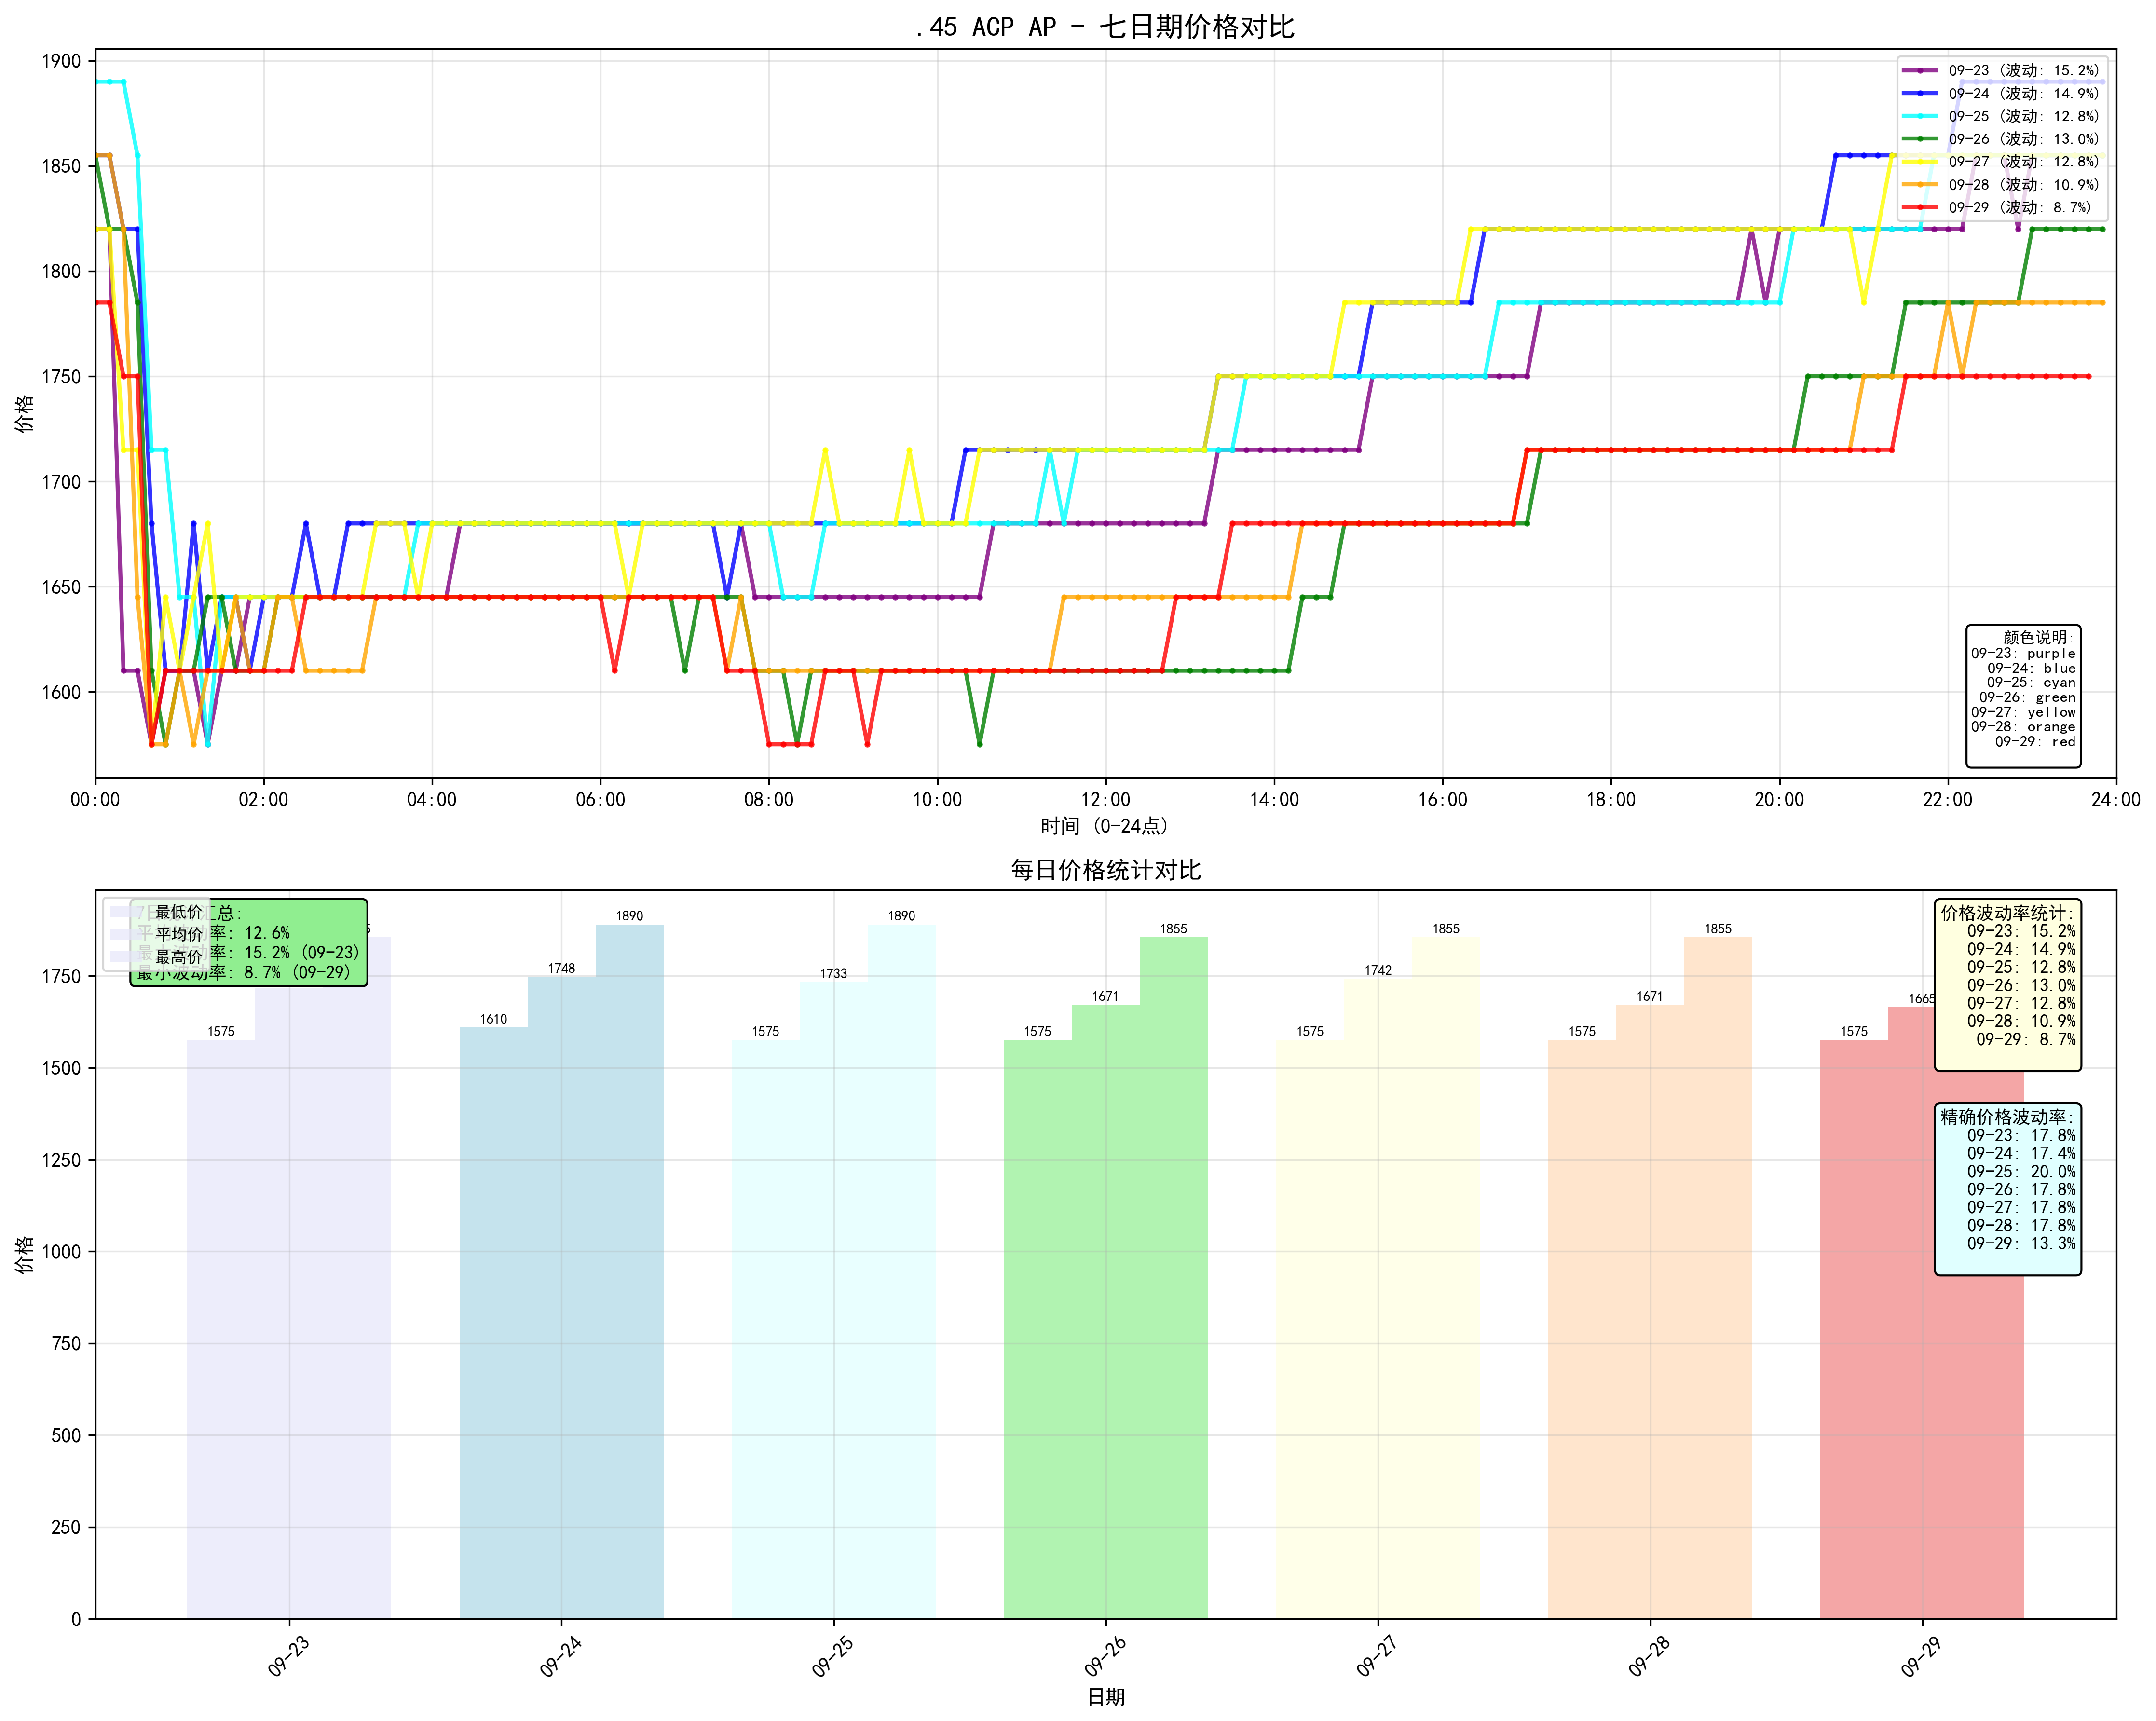 .45 ACP AP - 七日期价格对比
1900
1850
1800
1750
1700
1650
1600
价格
09-23 (波动: 15.2%)
09-24 (波动: 14.9%)
09-25 (波动: 12.8%)
09-26 (波动: 13.0%)
09-27 (波动: 12.8%)
09-28 (波动: 10.9%)
09-29 (波动: 8.7%)
颜色说明:
09-23: purple
09-24: blue
09-25: cyan
09-26: green
09-27: yellow
09-28: orange
09-29: red
00:00 02:00 04:00 06:00 08:00 10:00 12:00 14:00 16:00 18:00 20:00 22:00 24:00
时间 (0-24点)
每日价格统计对比
最低价
平均价
最高价
汇总:
率: 12.6%
率: 15.2% (09-23)
最小波动率: 8.7% (09-29)
1575
1610 1748 1890
1575 1733 1890
1575 1671 1855
1575 1742 1855
1575 1671 1855
1575 1665
价格波动率统计:
09-23: 15.2%
09-24: 14.9%
09-25: 12.8%
09-26: 13.0%
09-27: 12.8%
09-28: 10.9%
09-29: 8.7%
精确价格波动率:
09-23: 17.8%
09-24: 17.4%
09-25: 20.0%
09-26: 17.8%
09-27: 17.8%
09-28: 17.8%
09-29: 13.3%
1750
1500
1250
1000
750
500
250
0
价格
09-23 09-24 09-25 09-26 09-27 09-28 09-29
日期